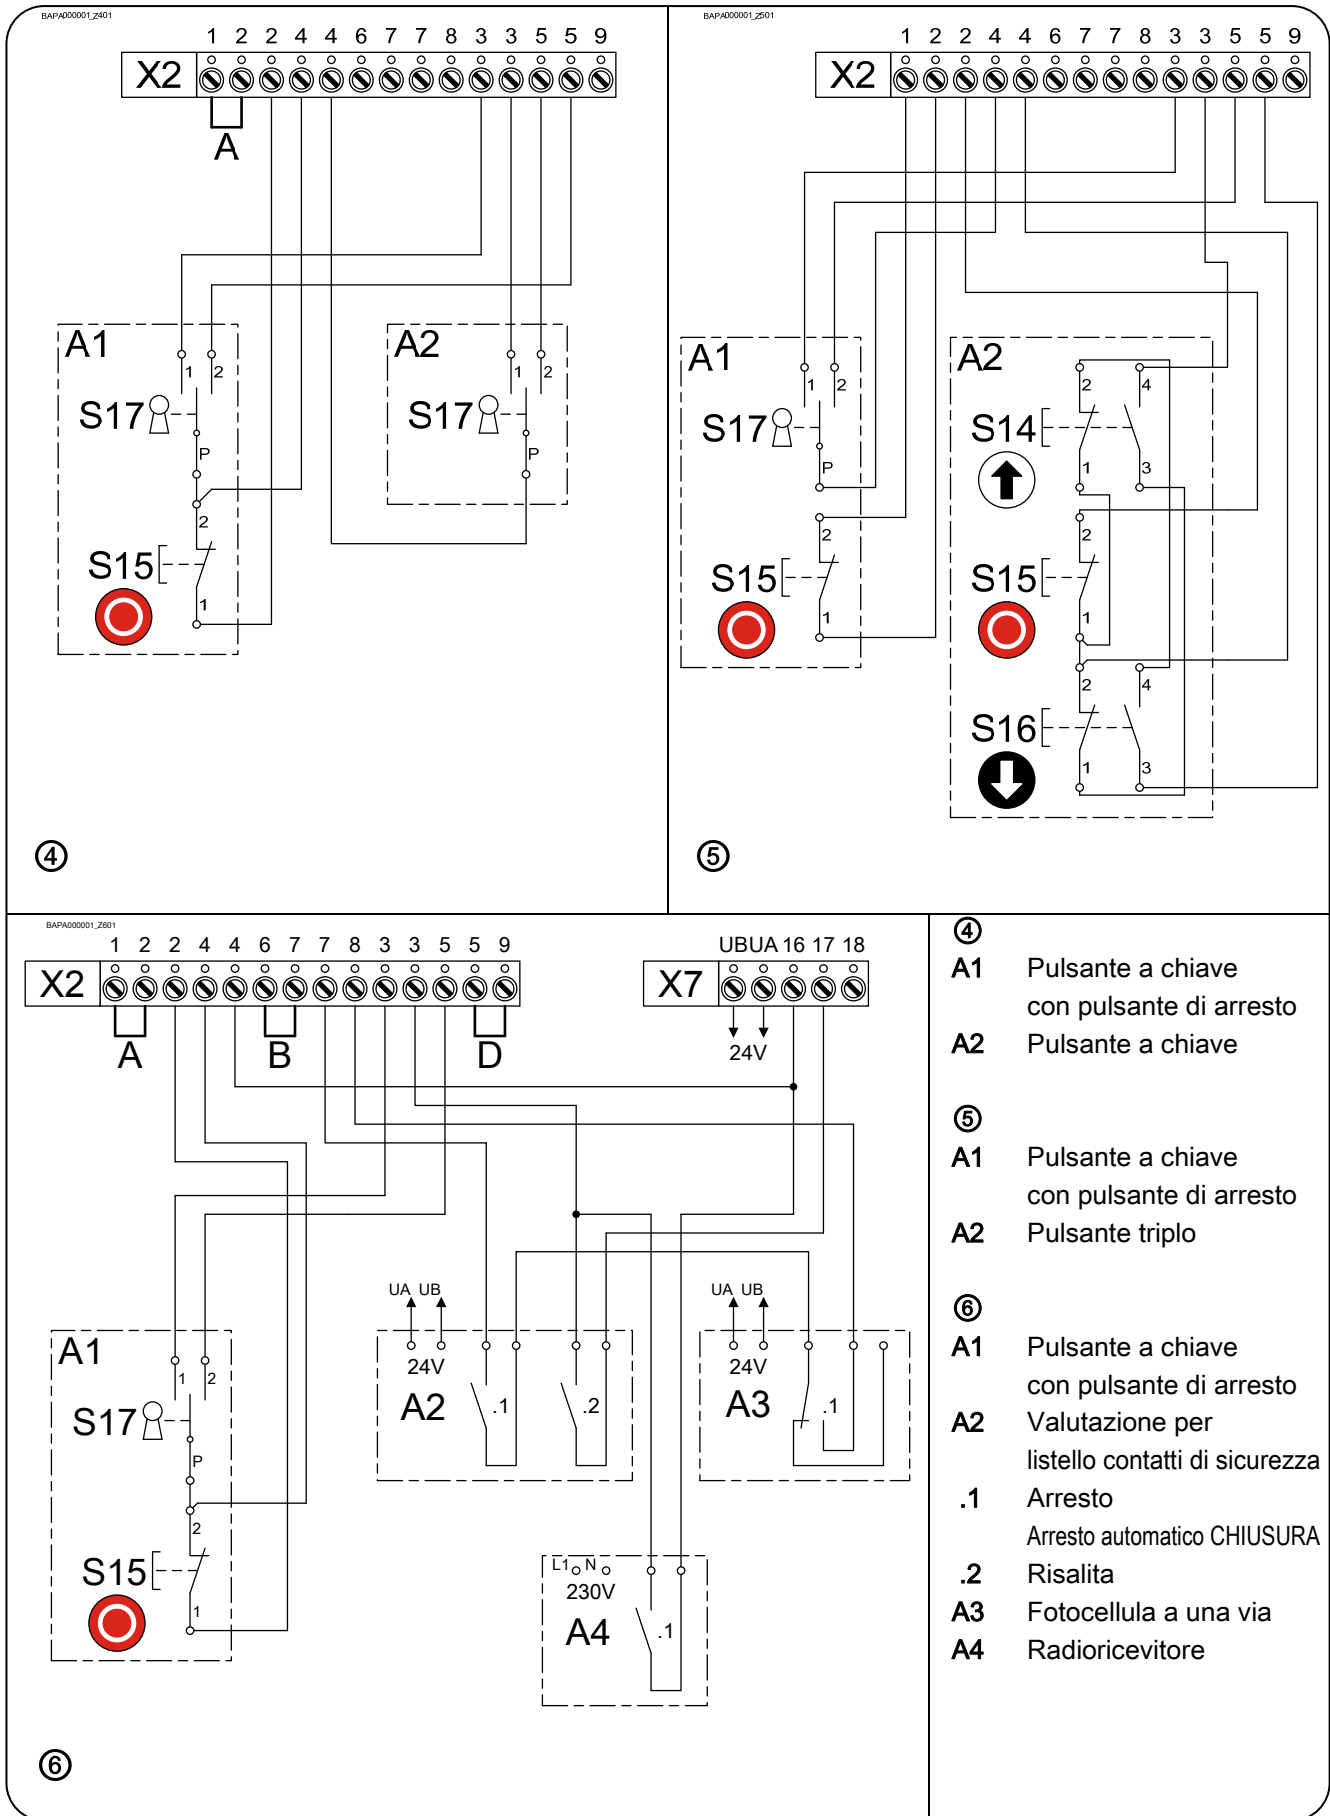 BAPA000001_Z401
1 2 2 4 4 6 7 7 8 3 3 5 5 9
X2
A
A1
1 2
S17
P
2
S15
1
A2
1 2
S17
P
④
BAPA000001_Z501
1 2 2 4 4 6 7 7 8 3 3 5 5 9
X2
A1
1 2
S17
P
2
S15
1
A2
2 4
S14
1 3
2
S15
1
2 4
S16
1 3
⑤
BAPA000001_Z601
1 2 2 4 4 6 7 7 8 3 3 5 5 9
X2
A B D
UB UA 16 17 18
X7
24V
A1
1 2
S17
P
2
S15
1
UA UB
24V
A2 .1 .2
UA UB
24V
A3 .1
L1 N
230V
A4 .1
⑥
④
A1 Pulsante a chiave
con pulsante di arresto
A2 Pulsante a chiave
⑤
A1 Pulsante a chiave
con pulsante di arresto
A2 Pulsante triplo
⑥
A1 Pulsante a chiave
con pulsante di arresto
A2 Valutazione per
listello contatti di sicurezza
.1 Arresto
Arresto automatico CHIUSURA
.2 Risalita
A3 Fotocellula a una via
A4 Radioricevitore